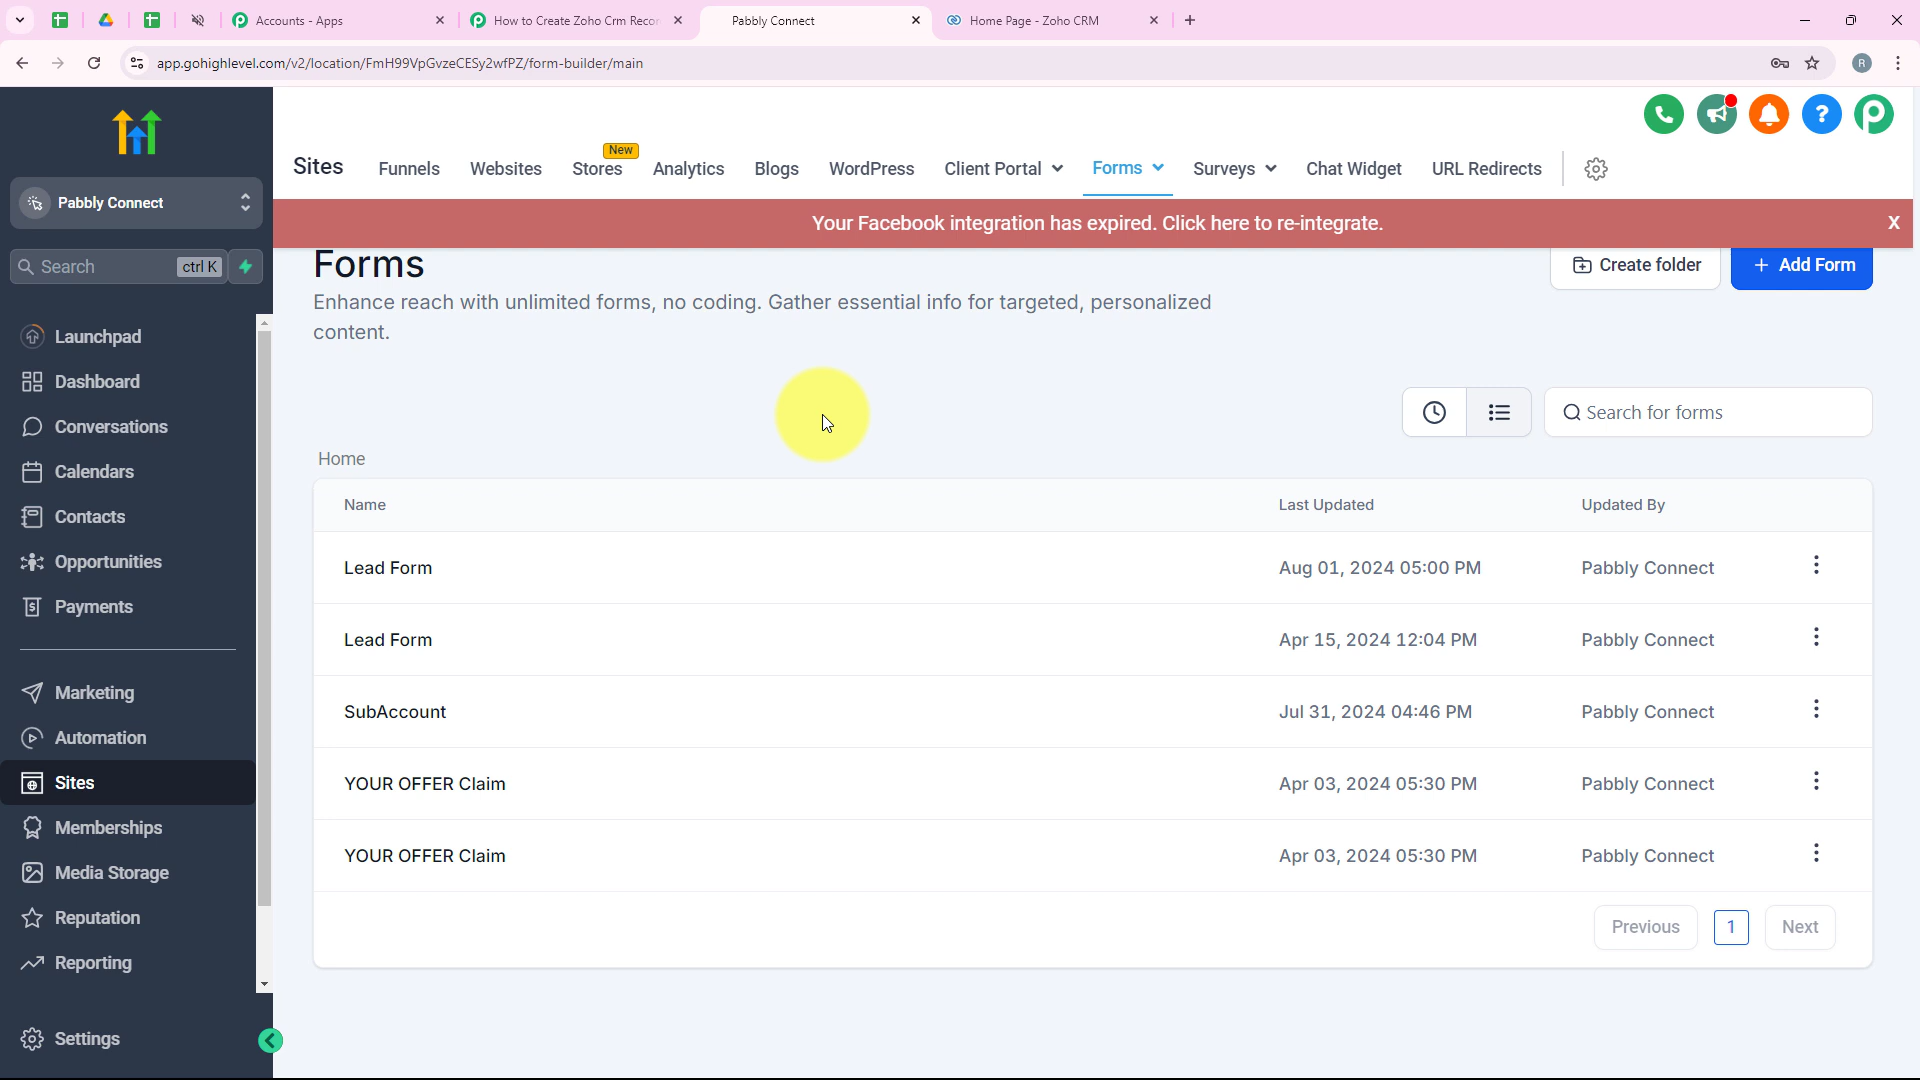 Accounts - Apps
How to Create Zoho Crm Recor
Pabbly Connect
Home Page - Zoho CRM
app.gohighlevel.com/v2/location/FmH99VpGvzeCESy2wfPZ/form-builder/main
R
Pabbly Connect
Search
ctrl K
Launchpad
Dashboard
Conversations
Calendars
Contacts
Opportunities
Payments
Marketing
Automation
Sites
Memberships
Media Storage
Reputation
Reporting
Settings
New
Sites Funnels Websites Stores Analytics Blogs WordPress Client Portal Forms Surveys Chat Widget URL Redirects
Your Facebook integration has expired. Click here to re-integrate.
X
Forms
Enhance reach with unlimited forms, no coding. Gather essential info for targeted, personalized
content.
Create folder
+ Add Form
Search for forms
Home
Name Last Updated Updated By
Lead Form Aug 01, 2024 05:00 PM Pabbly Connect
Lead Form Apr 15, 2024 12:04 PM Pabbly Connect
SubAccount Jul 31, 2024 04:46 PM Pabbly Connect
YOUR OFFER Claim Apr 03, 2024 05:30 PM Pabbly Connect
YOUR OFFER Claim Apr 03, 2024 05:30 PM Pabbly Connect
Previous 1 Next